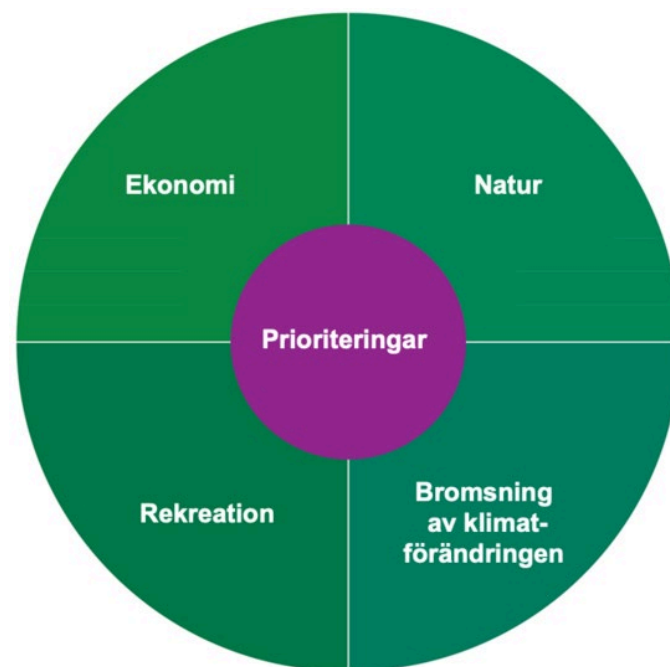 Ekonomi
Natur
Prioriteringar
Rekreation
Bromsning
av klimat-
förändringen